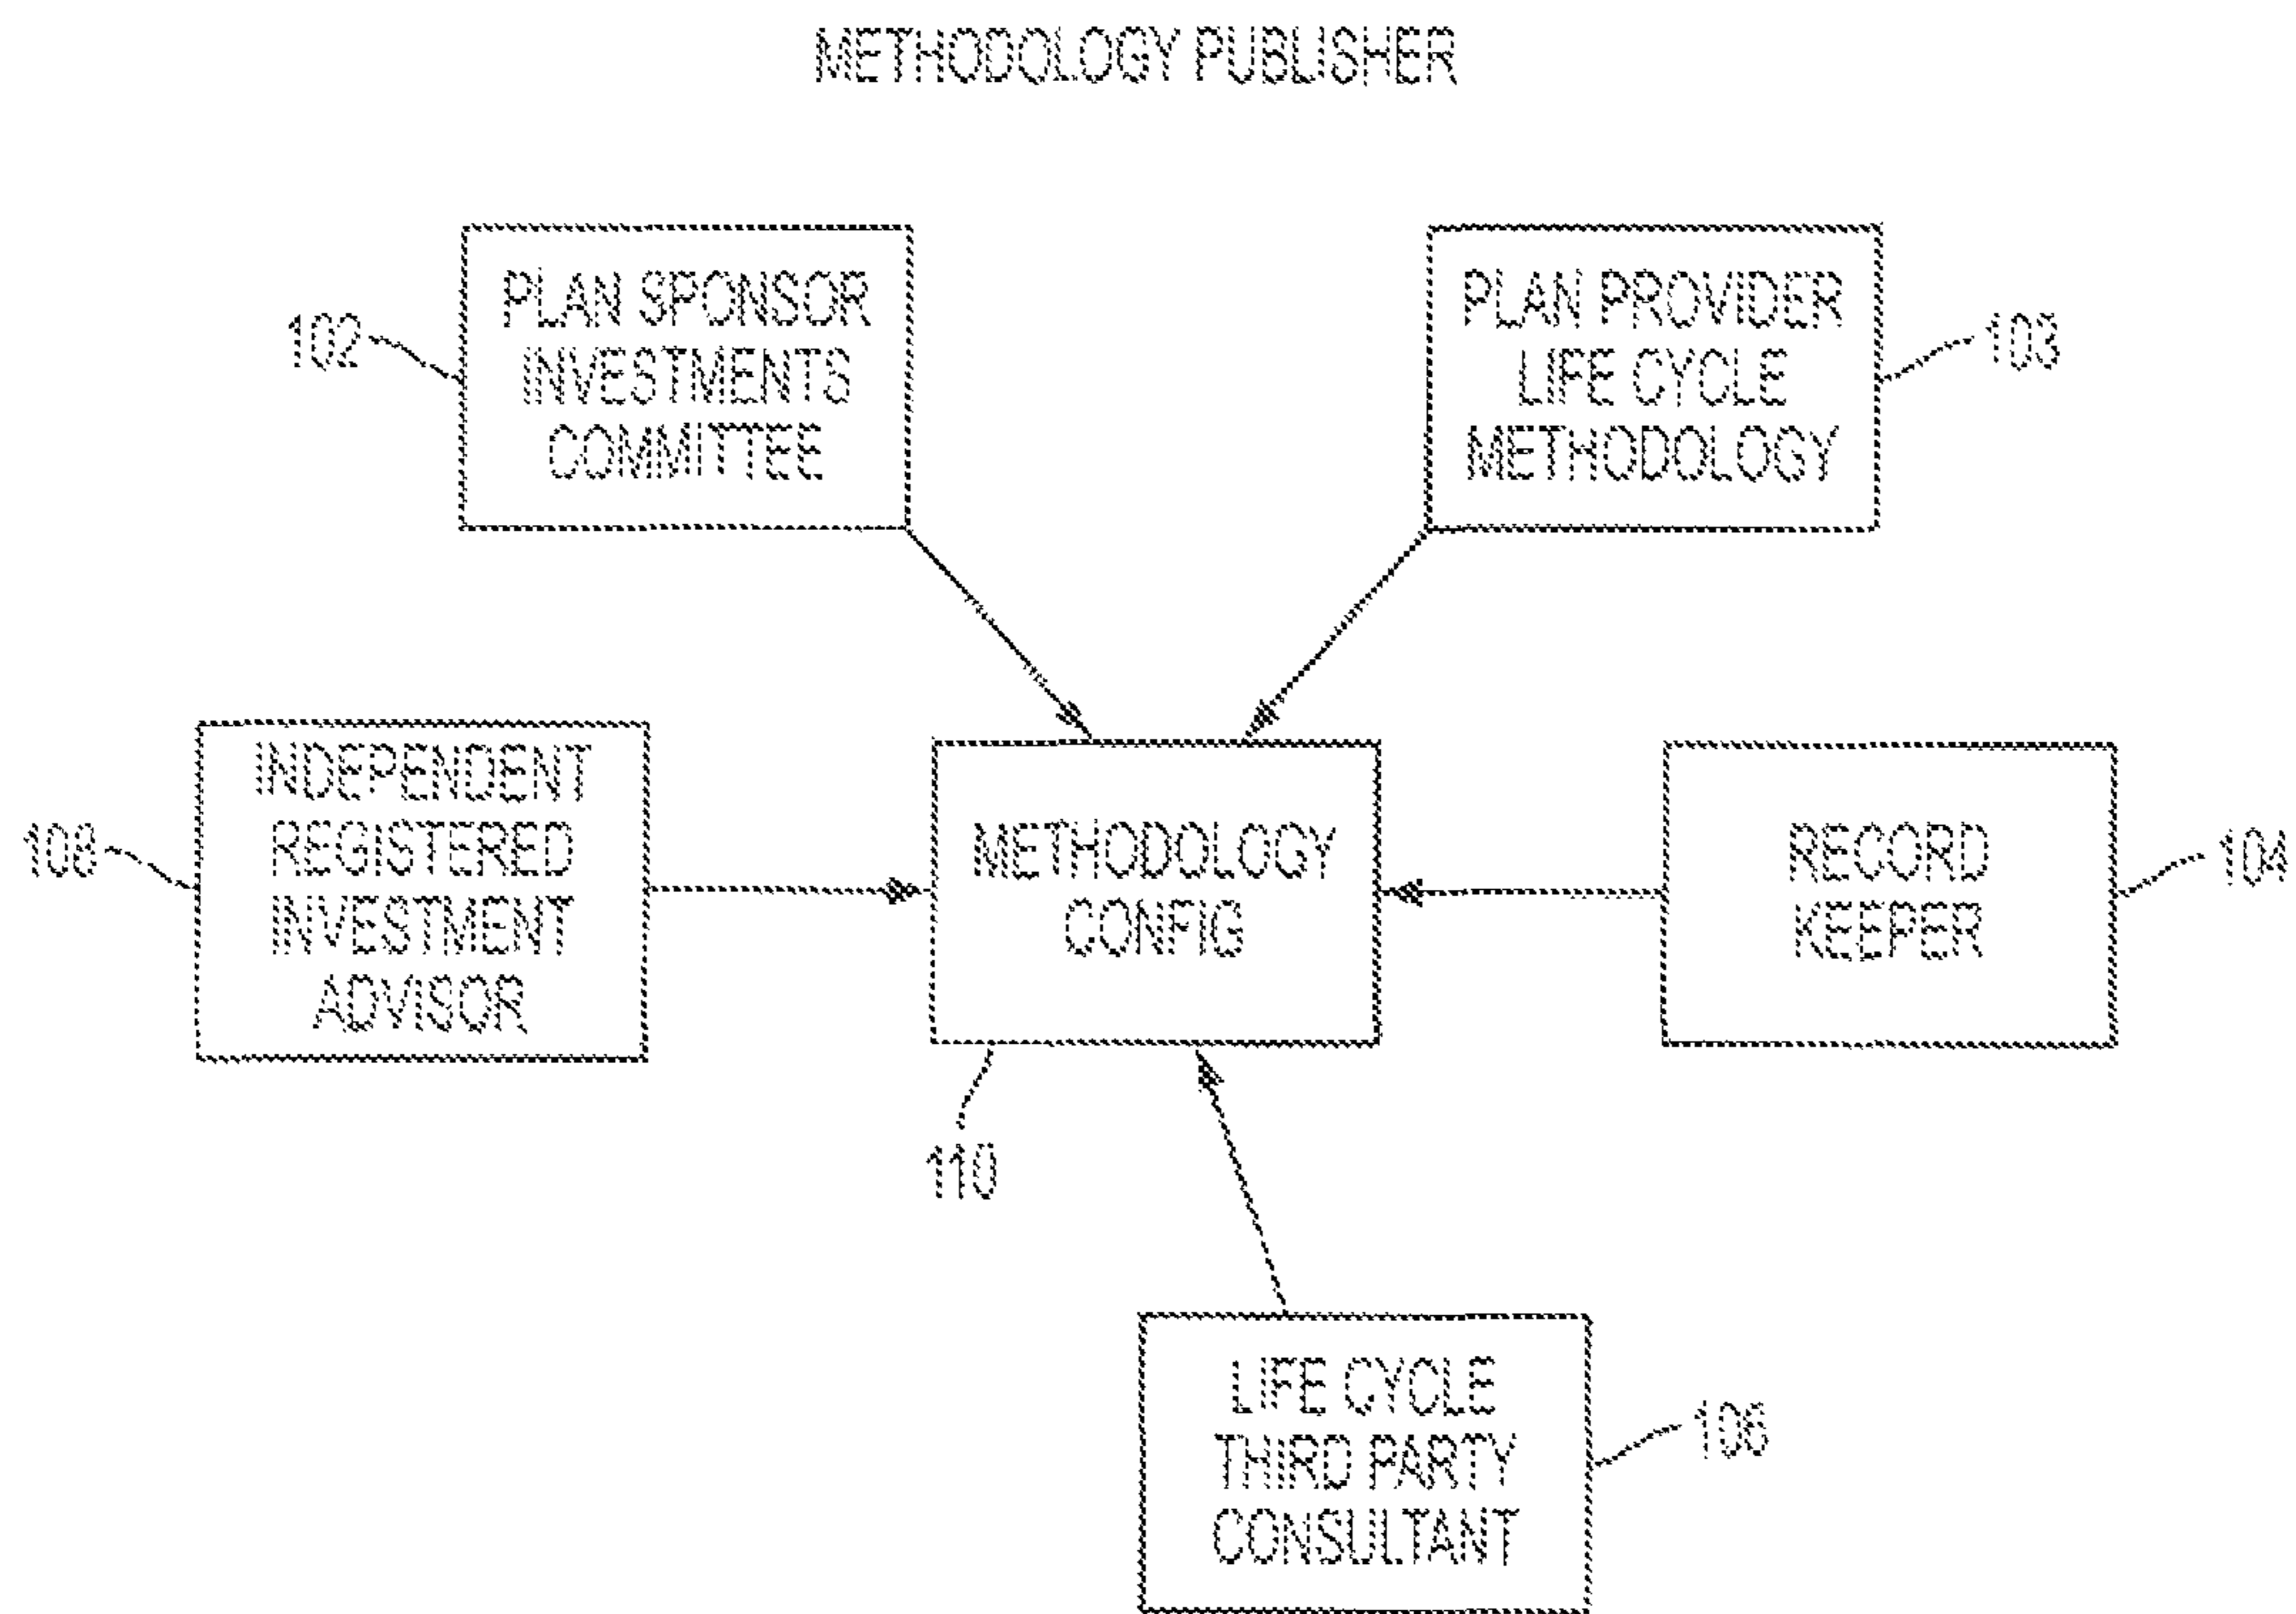 METHODOLOGY PUBLISHER
PLAN SPONSOR
INVESTMENTS
COMMITTEE
102
PLAN PROVIDER
LIFE CYCLE
METHODOLOGY
103
INDEPENDENT
REGISTERED
INVESTMENT
ADVISOR
108
METHODOLOGY
CONFIG
110
RECORD
KEEPER
104
LIFE CYCLE
THIRD PARTY
CONSULTANT
106